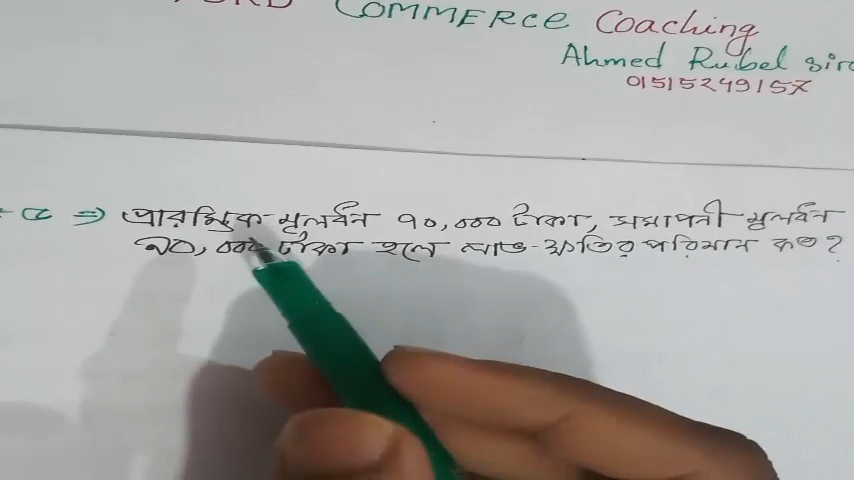 COMMERCE Coaching
Ahmed Rubel sir
01515249157
⇒ প্রারম্ভিক মূলধন ৭০,০০০ টাকা, সমাপনী মূলধন
৯০,০০০ টাকা হলে লাভ-ক্ষতির পরিমান কত?